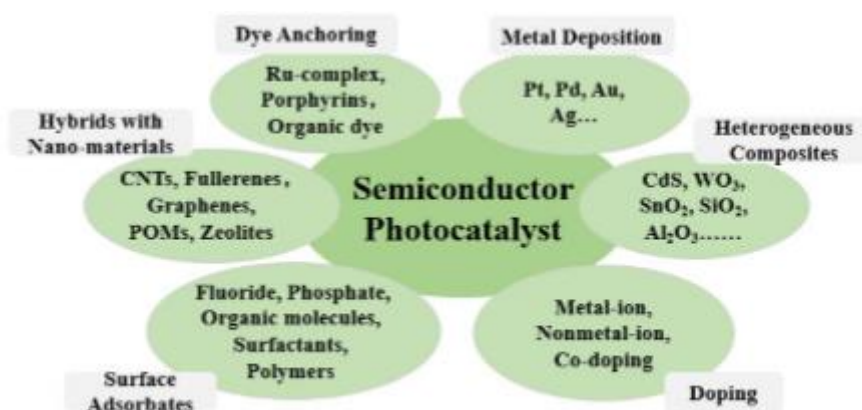 Dye Anchoring
Ru-complex,
Porphyrins,
Organic dye
Metal Deposition
Pt, Pd, Au,
Ag...
Hybrids with
Nano-materials
CNTs, Fullerenes,
Graphenes,
POMs, Zeolites
Semiconductor
Photocatalyst
Heterogeneous
Composites
CdS, WO₃,
SnO₂, SiO₂,
Al₂O₃......
Fluoride, Phosphate,
Organic molecules,
Surfactants,
Polymers
Surface
Adsorbates
Metal-ion,
Nonmetal-ion,
Co-doping
Doping